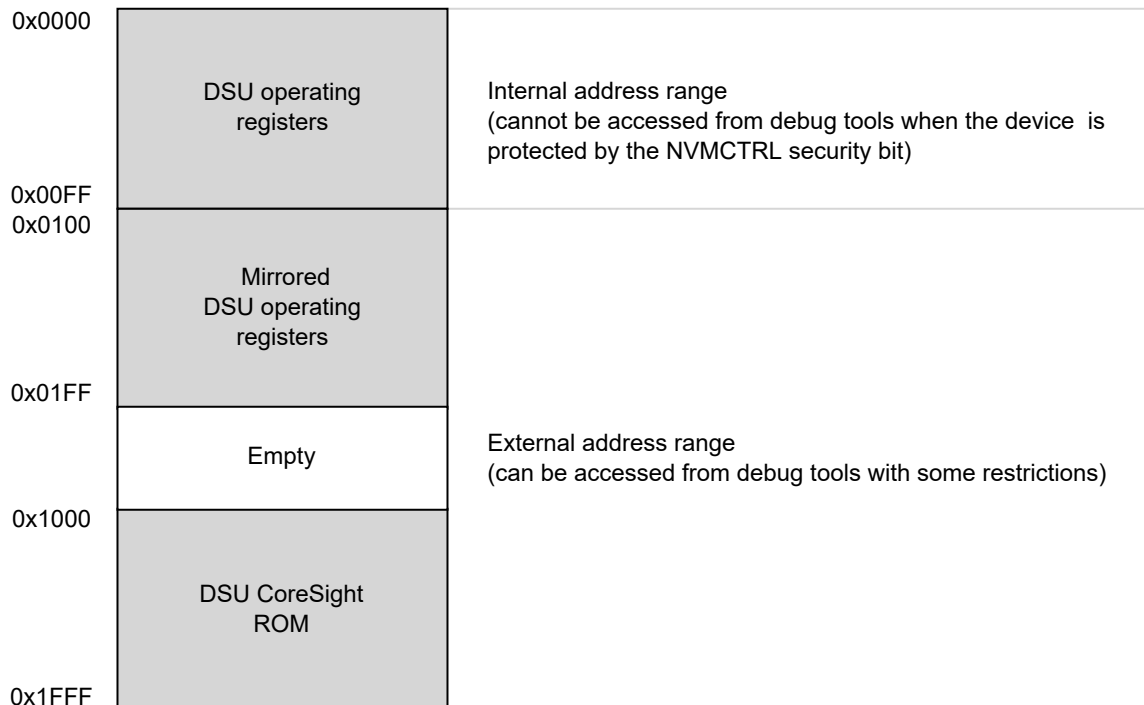 0x0000
DSU operating
registers
Internal address range
(cannot be accessed from debug tools when the device is
protected by the NVMCTRL security bit)
0x00FF
0x0100
Mirrored
DSU operating
registers
0x01FF
Empty
External address range
(can be accessed from debug tools with some restrictions)
0x1000
DSU CoreSight
ROM
0x1FFF